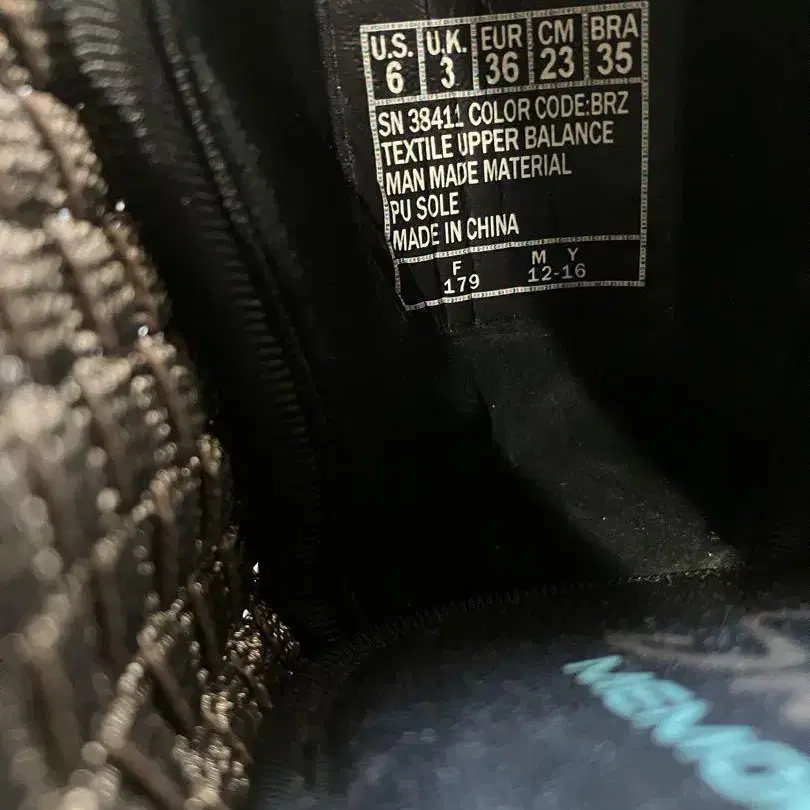 U.S. U.K. EUR CM BRA
6 3 36 23 35
SN 38411 COLOR CODE:BRZ
TEXTILE UPPER BALANCE
MAN MADE MATERIAL
PU SOLE
MADE IN CHINA
F M Y
179 12-16
MEMO